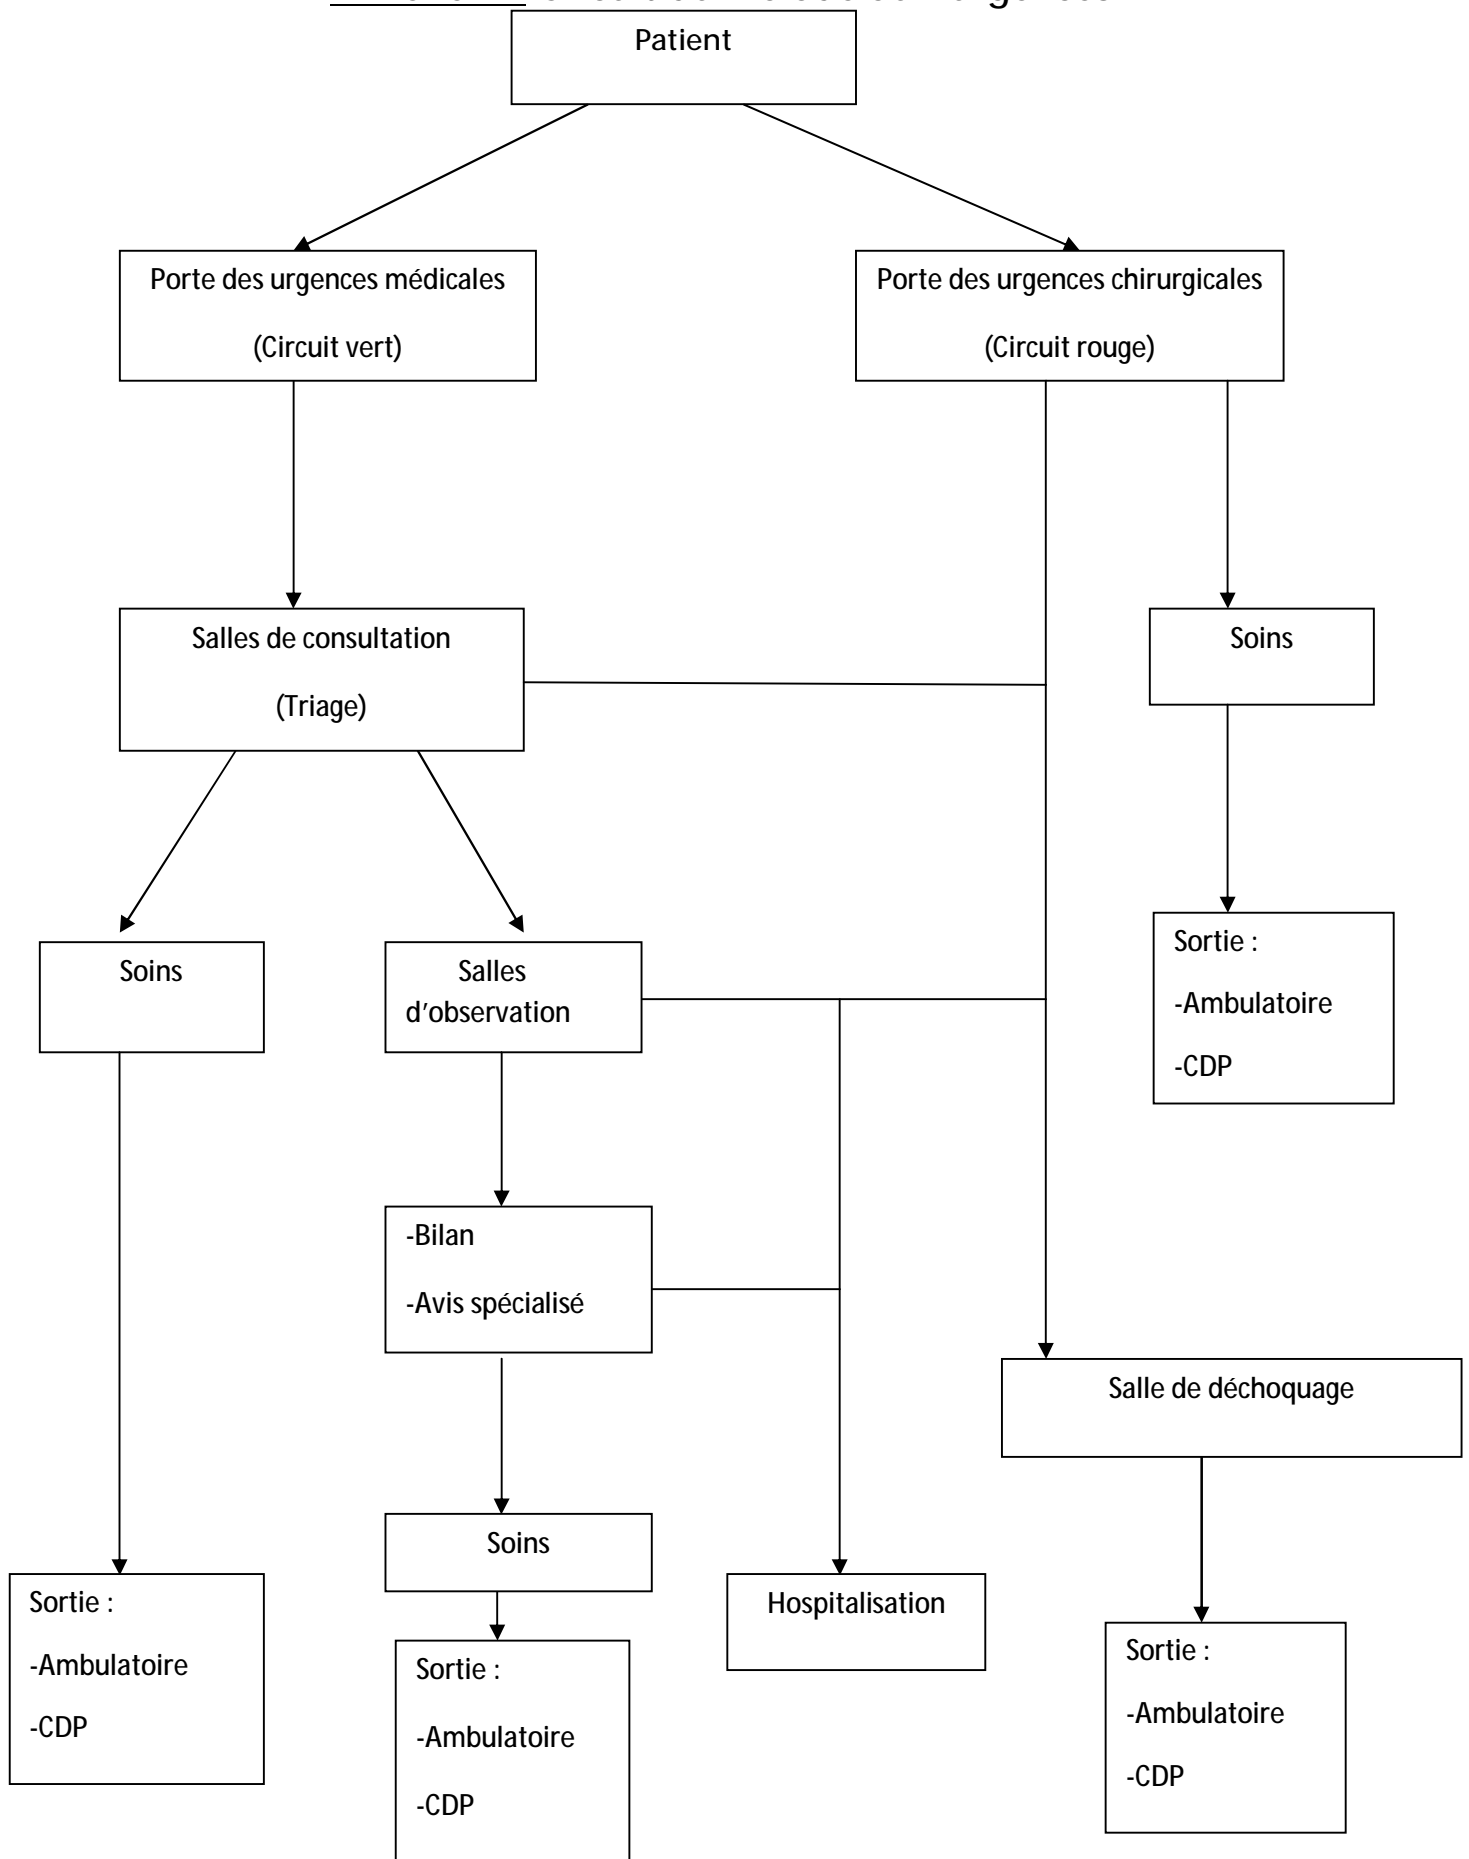 Patient
Porte des urgences médicales
(Circuit vert)
Porte des urgences chirurgicales
(Circuit rouge)
Salles de consultation
(Triage)
Soins
Soins
Salles
d'observation
Sortie :
-Ambulatoire
-CDP
-Bilan
-Avis spécialisé
Salle de déchoquage
Soins
Hospitalisation
Sortie :
-Ambulatoire
-CDP
Sortie :
-Ambulatoire
-CDP
Sortie :
-Ambulatoire
-CDP